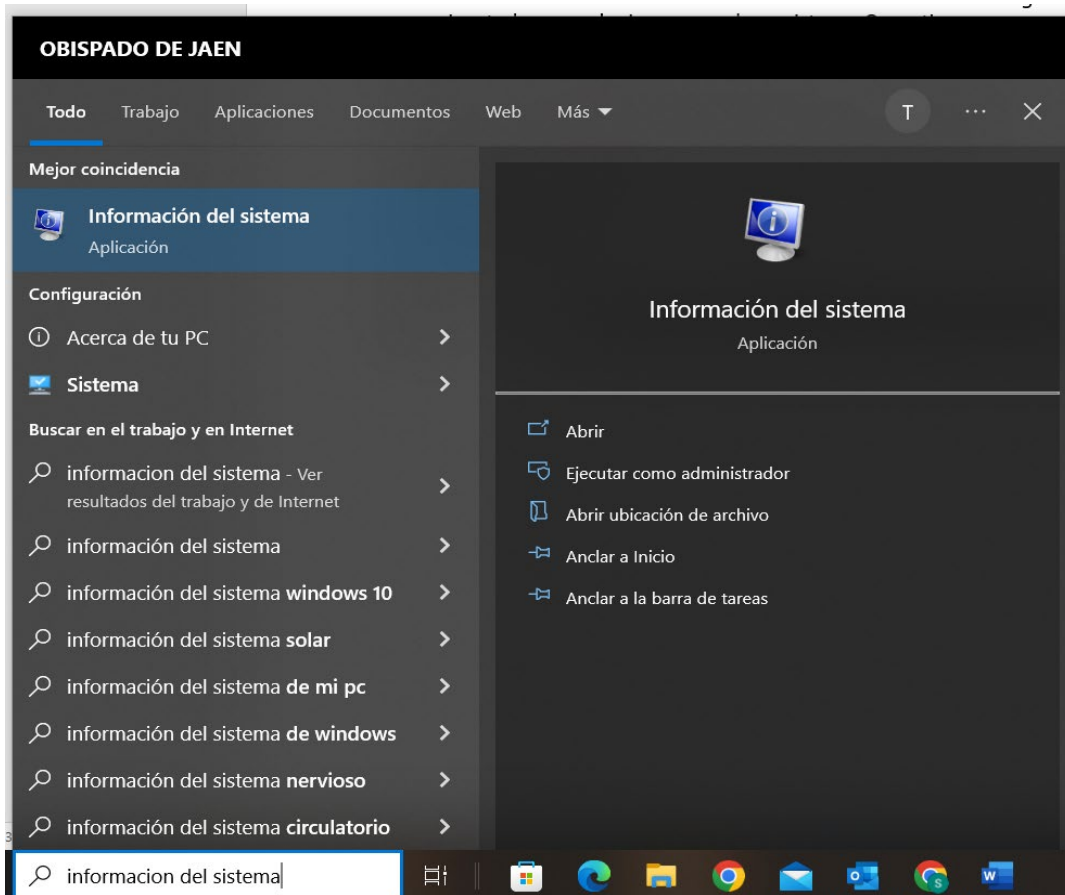 OBISPADO DE JAEN
Todo Trabajo Aplicaciones Documentos Web Más
T
Mejor coincidencia
Información del sistema
Aplicación
Configuración
Acerca de tu PC
Sistema
Buscar en el trabajo y en Internet
informacion del sistema - Ver
resultados del trabajo y de Internet
información del sistema
información del sistema windows 10
información del sistema solar
información del sistema de mi pc
información del sistema de windows
información del sistema nervioso
información del sistema circulatorio
Información del sistema
Aplicación
Abrir
Ejecutar como administrador
Abrir ubicación de archivo
Anclar a Inicio
Anclar a la barra de tareas
informacion del sistema